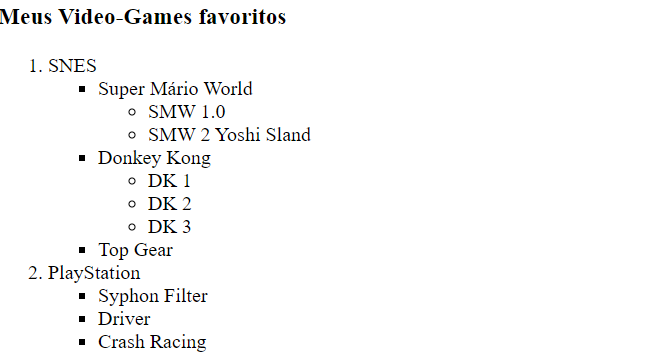 Meus Video-Games favoritos
1. SNES
▪ Super Mário World
◦ SMW 1.0
◦ SMW 2 Yoshi Sland
▪ Donkey Kong
◦ DK 1
◦ DK 2
◦ DK 3
▪ Top Gear
2. PlayStation
▪ Syphon Filter
▪ Driver
▪ Crash Racing